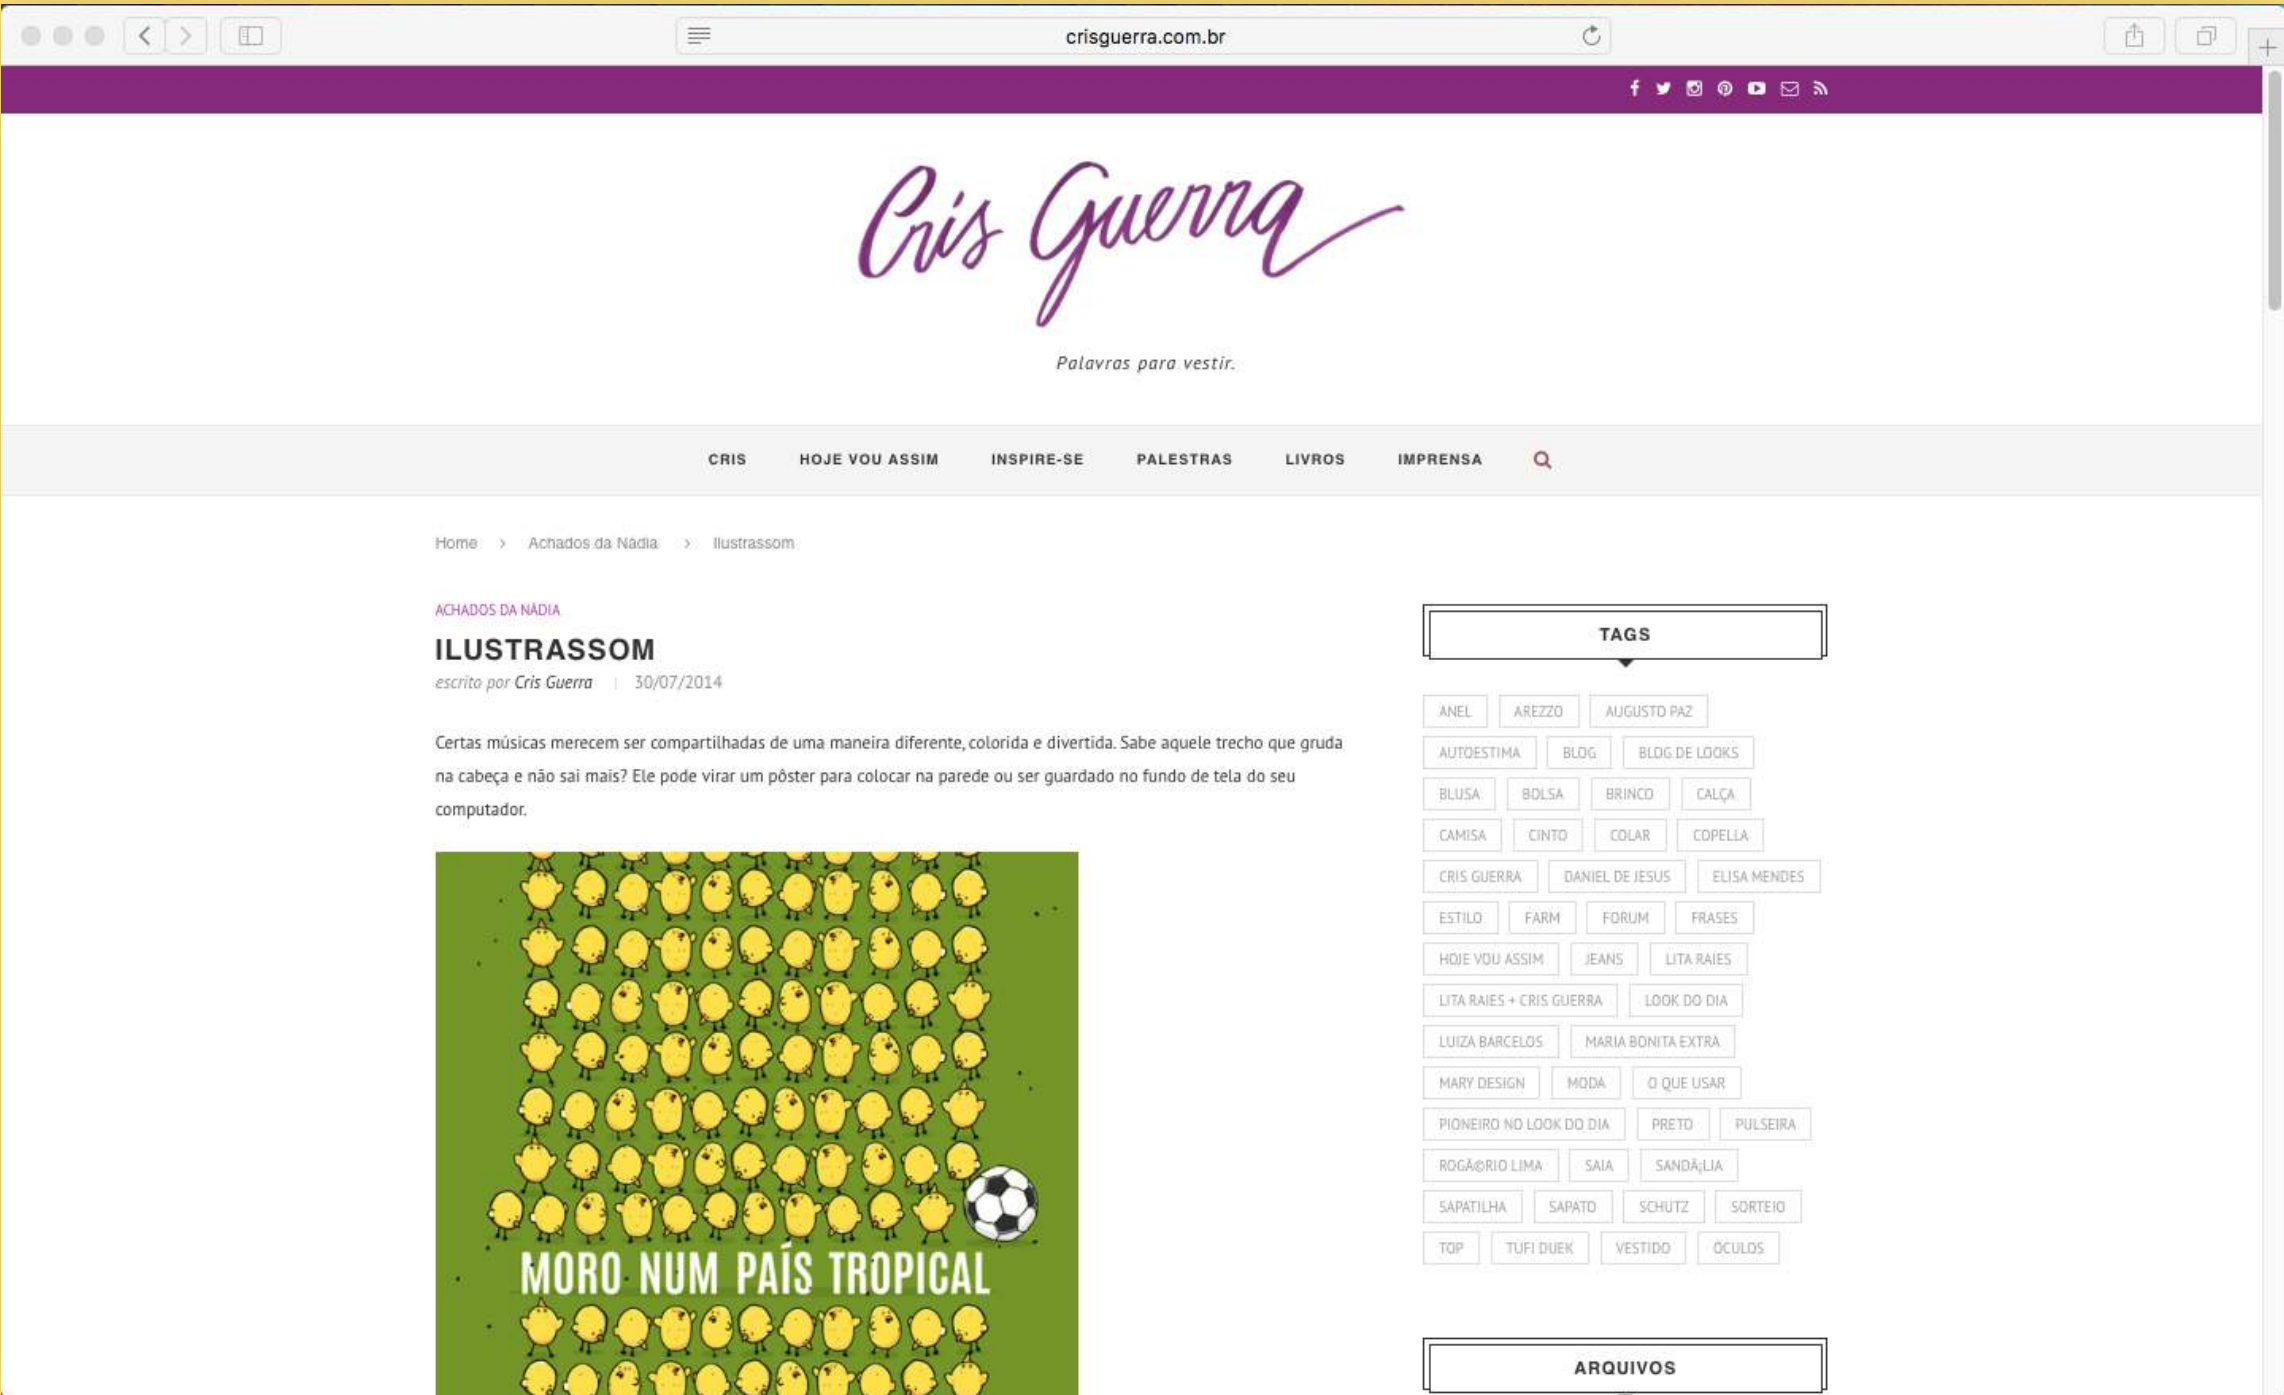 crisguerra.com.br
Cris Guerra
Palavras para vestir.
CRIS HOJE VOU ASSIM INSPIRE-SE PALESTRAS LIVROS IMPRENSA
Home > Achados da Nádia > Ilustrassom
ACHADOS DA NÁDIA
ILUSTRASSOM
escrito por Cris Guerra | 30/07/2014
Certas músicas merecem ser compartilhadas de uma maneira diferente, colorida e divertida. Sabe aquele trecho que gruda
na cabeça e não sai mais? Ele pode virar um pôster para colocar na parede ou ser guardado no fundo de tela do seu
computador.
MORO NUM PAÍS TROPICAL
TAGS
ANEL AREZZO AUGUSTO PAZ
AUTOESTIMA BLOG BLOG DE LOOKS
BLUSA BOLSA BRINCO CALÇA
CAMISA CINTO COLAR COPELLA
CRIS GUERRA DANIEL DE JESUS ELISA MENDES
ESTILO FARM FORUM FRASES
HOJE VOU ASSIM JEANS LITA RAIES
LITA RAIES + CRIS GUERRA LOOK DO DIA
LUIZA BARCELOS MARIA BONITA EXTRA
MARY DESIGN MODA O QUE USAR
PIONEIRO NO LOOK DO DIA PRETO PULSEIRA
ROGÃ©RIO LIMA SAIA SANDÃ¡LIA
SAPATILHA SAPATO SCHUTZ SORTEIO
TOP TUFI DUEK VESTIDO ÓCULOS
ARQUIVOS